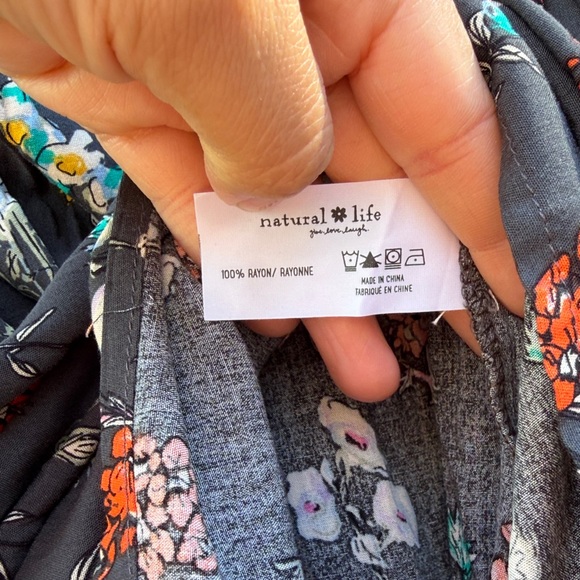 natural life
give.love.laugh.
100% RAYON/ RAYONNE
MADE IN CHINA
FABRIQUÉ EN CHINE